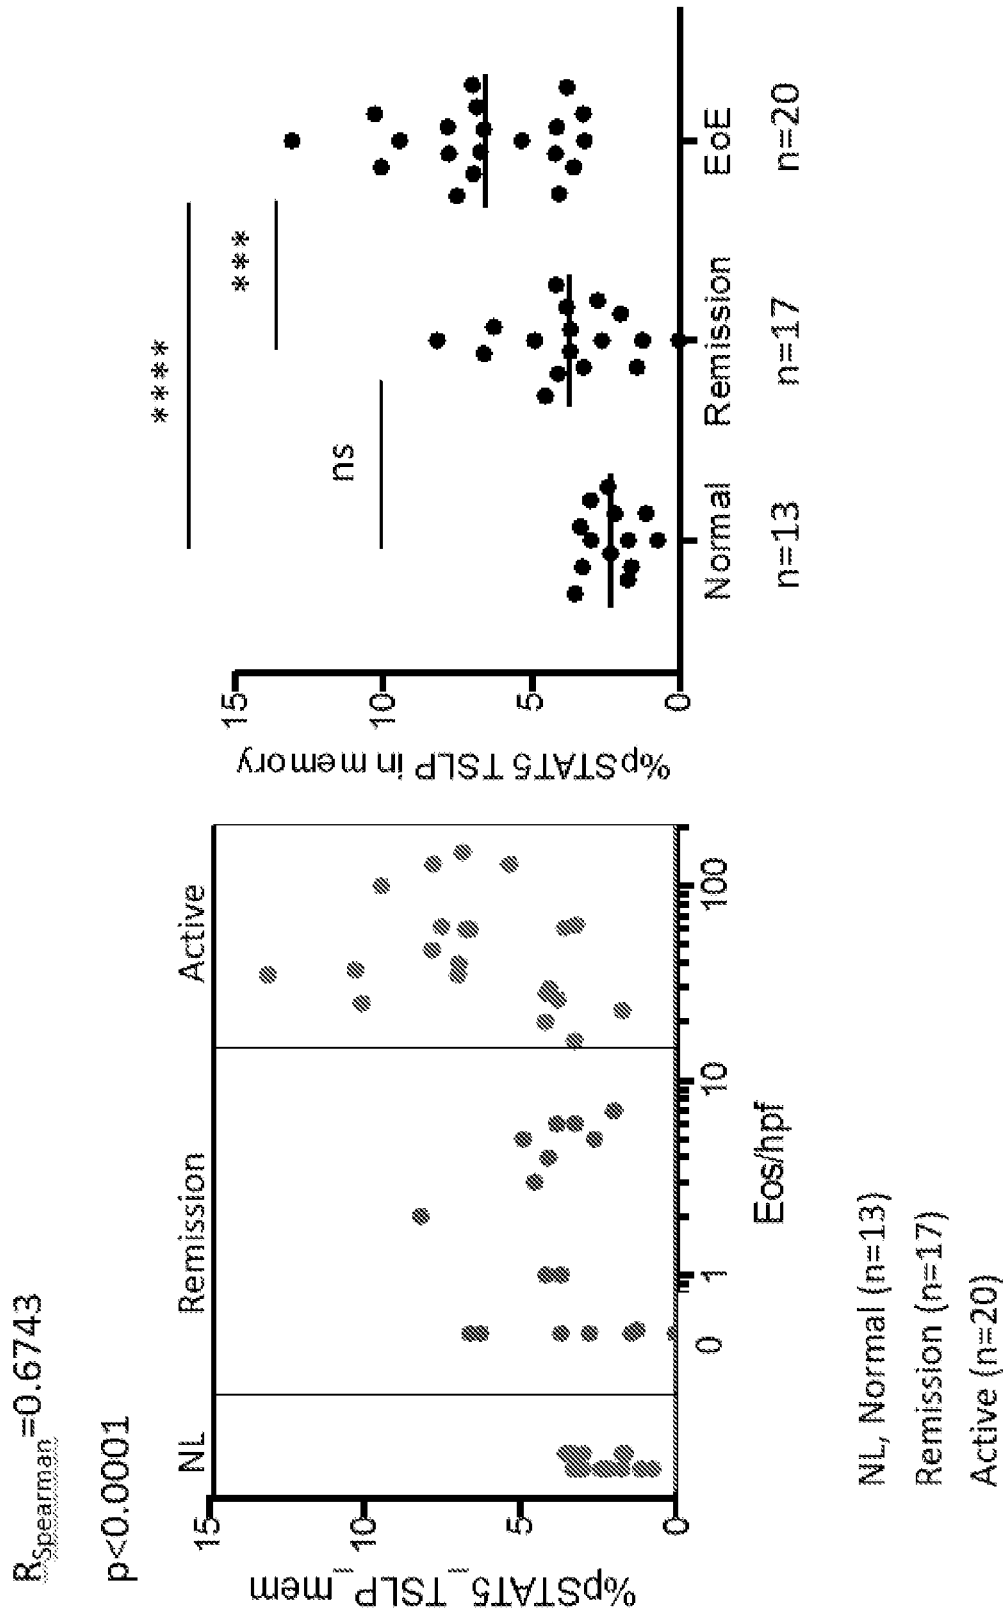 R_Spearman=0.6743
p<0.0001
NL
Remission
Active
%pSTAT5_TSLP_mem
15
10
5
0
0
1
10
100
Eos/hpf
NL, Normal (n=13)
Remission (n=17)
Active (n=20)
****
***
ns
%pSTAT5 TSLP in memory
15
10
5
0
Normal Remission EoE
n=13 n=17 n=20